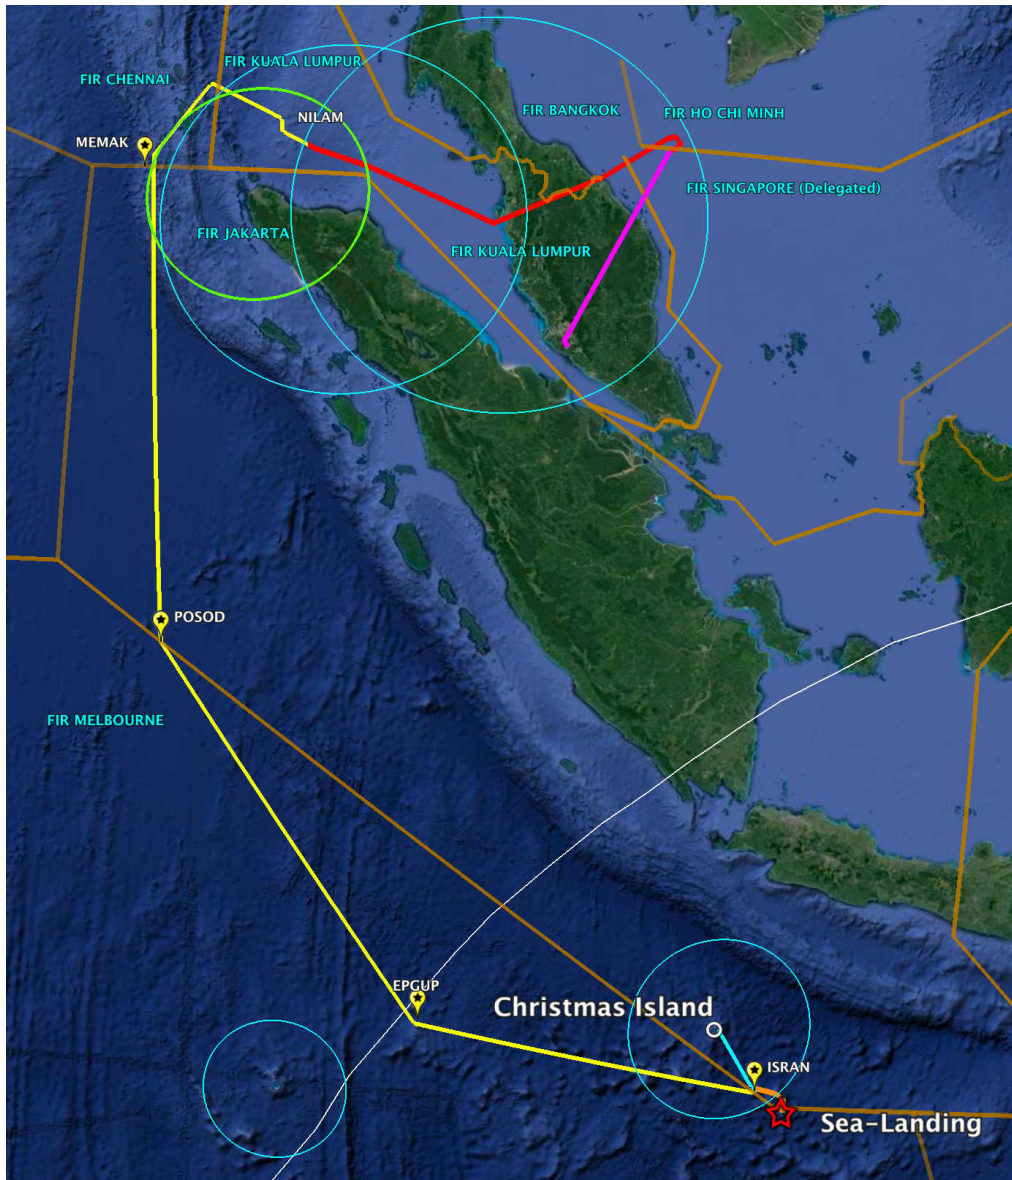 FIR KUALA LUMPUR
FIR CHENNAI
NILAM
FIR BANGKOK
FIR HO CHI MINH
MEMAK
FIR SINGAPORE (Delegated)
FIR JAKARTA
FIR KUALA LUMPUR
POSOD
FIR MELBOURNE
EPGUP
Christmas Island
ISRAN
Sea-Landing